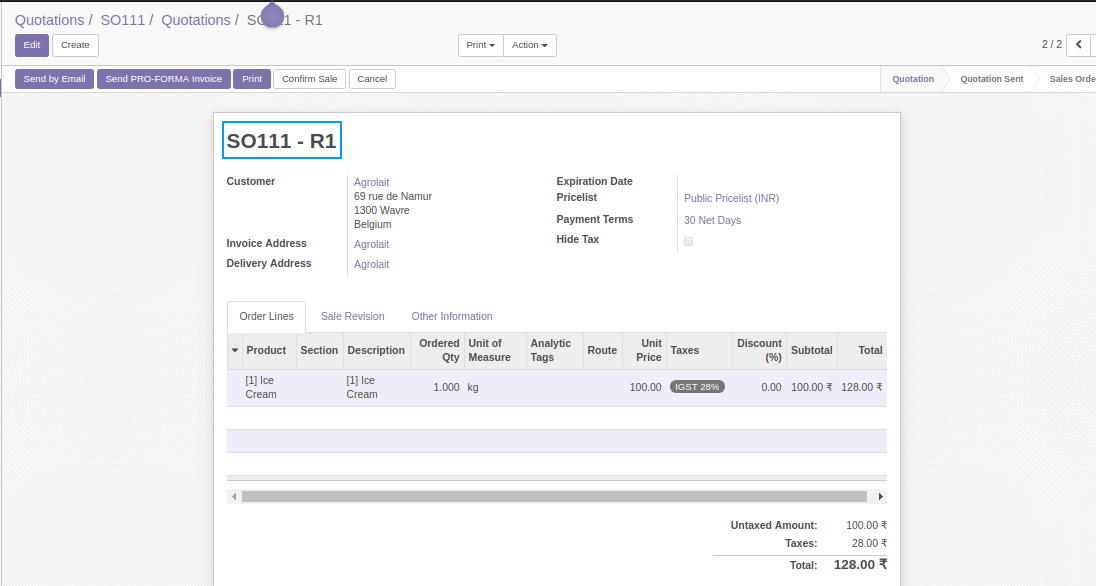 Quotations / SO111 / Quotations / SO 1 - R1
Edit Create Print Action 2 / 2
Send by Email Send PRO-FORMA Invoice Print Confirm Sale Cancel Quotation Quotation Sent Sales Orde
SO111 - R1
Customer Agrolait
69 rue de Namur
1300 Wavre
Belgium
Invoice Address Agrolait
Delivery Address Agrolait
Expiration Date
Pricelist Public Pricelist (INR)
Payment Terms 30 Net Days
Hide Tax
Order Lines Sale Revision Other Information
Product Section Description Ordered Qty Unit of Measure Analytic Tags Route Unit Price Taxes Discount (%) Subtotal Total
[1] Ice Cream [1] Ice Cream 1.000 kg 100.00 IGST 28% 0.00 100.00 ₹ 128.00 ₹
Untaxed Amount: 100.00 ₹
Taxes: 28.00 ₹
Total: 128.00 ₹